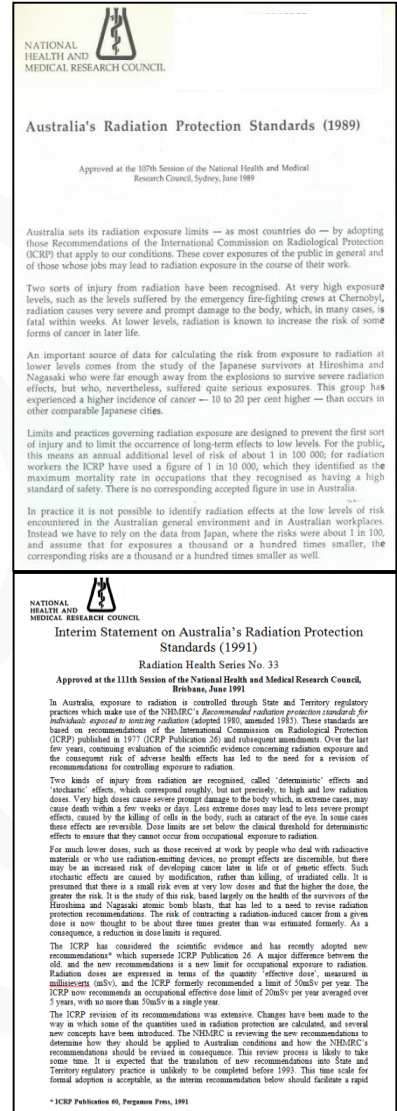 NATIONAL
HEALTH AND
MEDICAL RESEARCH COUNCIL
Australia's Radiation Protection Standards (1989)
Approved at the 107th Session of the National Health and Medical
Research Council, Sydney, June 1989
Australia sets its radiation exposure limits — as most countries do — by adopting
those Recommendations of the International Commission on Radiological Protection
(ICRP) that apply to our conditions. These cover exposures of the public in general and
of those whose jobs may lead to radiation exposure in the course of their work.
Two sorts of injury from radiation have been recognised. At very high exposure
levels, such as the levels suffered by the emergency fire-fighting crews at Chernobyl,
radiation causes very severe and prompt damage to the body, which, in many cases, is
fatal within weeks. At lower levels, radiation is known to increase the risk of some
forms of cancer in later life.
An important source of data for calculating the risk from exposure to radiation at
lower levels comes from the study of the Japanese survivors at Hiroshima and
Nagasaki who were far enough away from the explosions to survive severe radiation
effects, but who, nevertheless, suffered quite serious exposures. This group has
experienced a higher incidence of cancer — 10 to 20 per cent higher — than occurs in
other comparable Japanese cities.
Limits and practices governing radiation exposure are designed to prevent the first sort
of injury and to limit the occurrence of long-term effects to low levels. For the public,
this means an annual additional level of risk of about 1 in 100 000; for radiation
workers the ICRP have used a figure of 1 in 10 000, which they identified as the
maximum mortality rate in occupations that they recognised as having a high
standard of safety. There is no corresponding accepted figure in use in Australia.
In practice it is not possible to identify radiation effects at the low levels of risk
encountered in the Australian general environment and in Australian workplaces.
Instead we have to rely on the data from Japan, where the risks were about 1 in 100,
and assume that for exposures a thousand or a hundred times smaller, the
corresponding risks are a thousand or a hundred times smaller as well.
NATIONAL
HEALTH AND
MEDICAL RESEARCH COUNCIL
Interim Statement on Australia's Radiation Protection
Standards (1991)
Radiation Health Series No. 33
Approved at the 111th Session of the National Health and Medical Research Council,
Brisbane, June 1991
In Australia, exposure to radiation is controlled through State and Territory regulatory
practices which make use of the NHMRC's Recommended radiation protection standards for
individuals exposed to ionizing radiation (adopted 1980, amended 1985). These standards are
based on recommendations of the International Commission on Radiological Protection
(ICRP) published in 1977 (ICRP Publication 26) and subsequent amendments. Over the last
few years, continuing evaluation of the scientific evidence concerning radiation exposure and
the consequent risk of adverse health effects has led to the need for a revision of
recommendations for controlling exposure to radiation.
Two kinds of injury from radiation are recognised, called 'deterministic' effects and
'stochastic' effects, which correspond roughly, but not precisely, to high and low radiation
doses. Very high doses cause severe prompt damage to the body which, in extreme cases, may
cause death within a few weeks or days. Less extreme doses may lead to less severe prompt
effects, caused by the killing of cells in the body, such as cataract of the eye. In some cases
these effects are reversible. Dose limits are set below the clinical threshold for deterministic
effects to ensure that they cannot occur from occupational exposure to radiation.
For much lower doses, such as those received at work by people who deal with radioactive
materials or who use radiation-emitting devices, no prompt effects are discernible, but there
may be an increased risk of developing cancer later in life or of genetic effects. Such
stochastic effects are caused by modification, rather than killing, of irradiated cells. It is
presumed that there is a small risk even at very low doses and that the higher the dose, the
greater the risk. It is the study of this risk, based largely on the health of the survivors of the
Hiroshima and Nagasaki atomic bomb blasts, that has led to a need to revise radiation
protection recommendations. The risk of contracting a radiation-induced cancer from a given
dose is now thought to be about three times greater than was estimated formerly. As a
consequence, a reduction in dose limits is required.
The ICRP has considered the scientific evidence and has recently adopted new
recommendations* which supersede ICRP Publication 26. A major difference between the
old. and the new recommendations is a new limit for occupational exposure to radiation.
Radiation doses are expressed in terms of the quantity 'effective dose', measured in
millisieverts (mSv), and the ICRP formerly recommended a limit of 50mSv per year. The
ICRP now recommends an occupational effective dose limit of 20mSv per year averaged over
5 years, with no more than 50mSv in a single year.
The ICRP revision of its recommendations was extensive. Changes have been made to the
way in which some of the quantities used in radiation protection are calculated, and several
new concepts have been introduced. The NHMRC is reviewing the new recommendations to
determine how they should be applied to Australian conditions and how the NHMRC's
recommendations should be revised in consequence. This review process is likely to take
some time. It is expected that the translation of new recommendations into State and
Territory regulatory practice is unlikely to be completed before 1993. This time scale for
formal adoption is acceptable, as the interim recommendation below should facilitate a rapid
* ICRP Publication 60, Pergamon Press, 1991